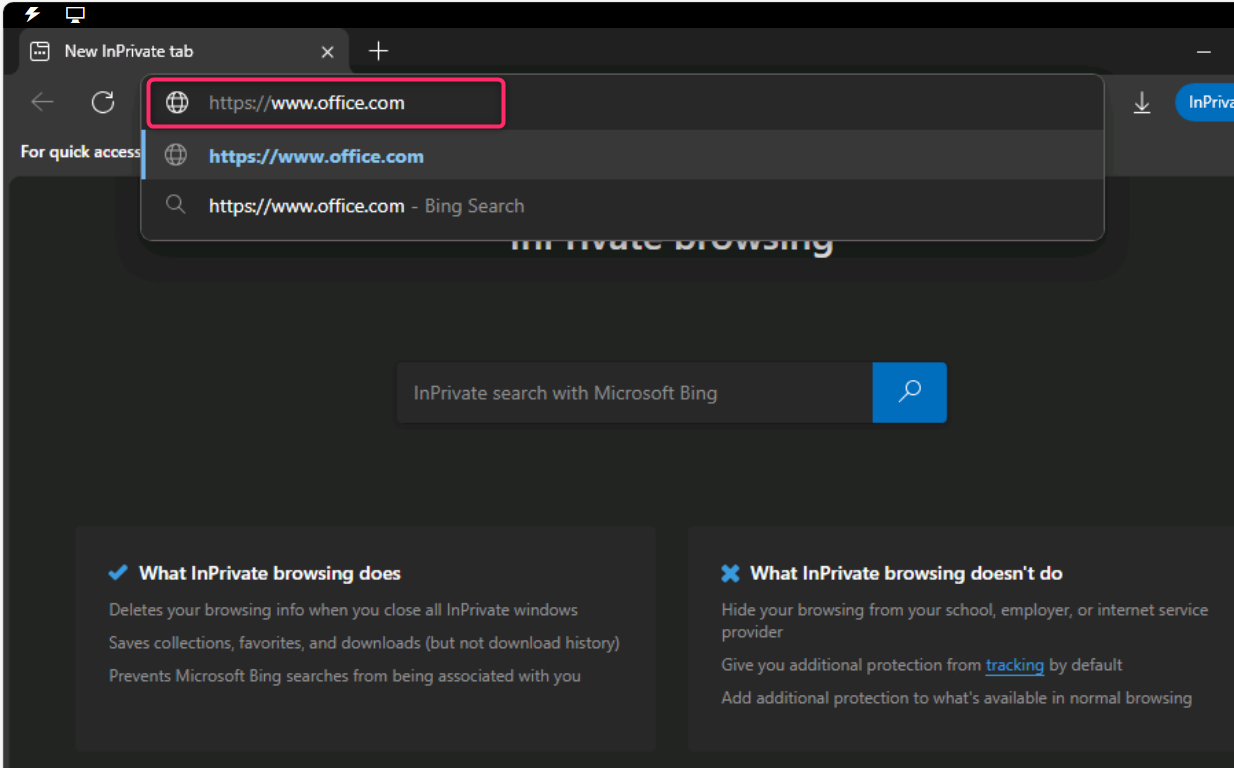 New InPrivate tab
https://www.office.com
InPriva
For quick access
https://www.office.com
https://www.office.com - Bing Search
InPrivate browsing
InPrivate search with Microsoft Bing
What InPrivate browsing does
Deletes your browsing info when you close all InPrivate windows
Saves collections, favorites, and downloads (but not download history)
Prevents Microsoft Bing searches from being associated with you
What InPrivate browsing doesn't do
Hide your browsing from your school, employer, or internet service
provider
Give you additional protection from tracking by default
Add additional protection to what's available in normal browsing